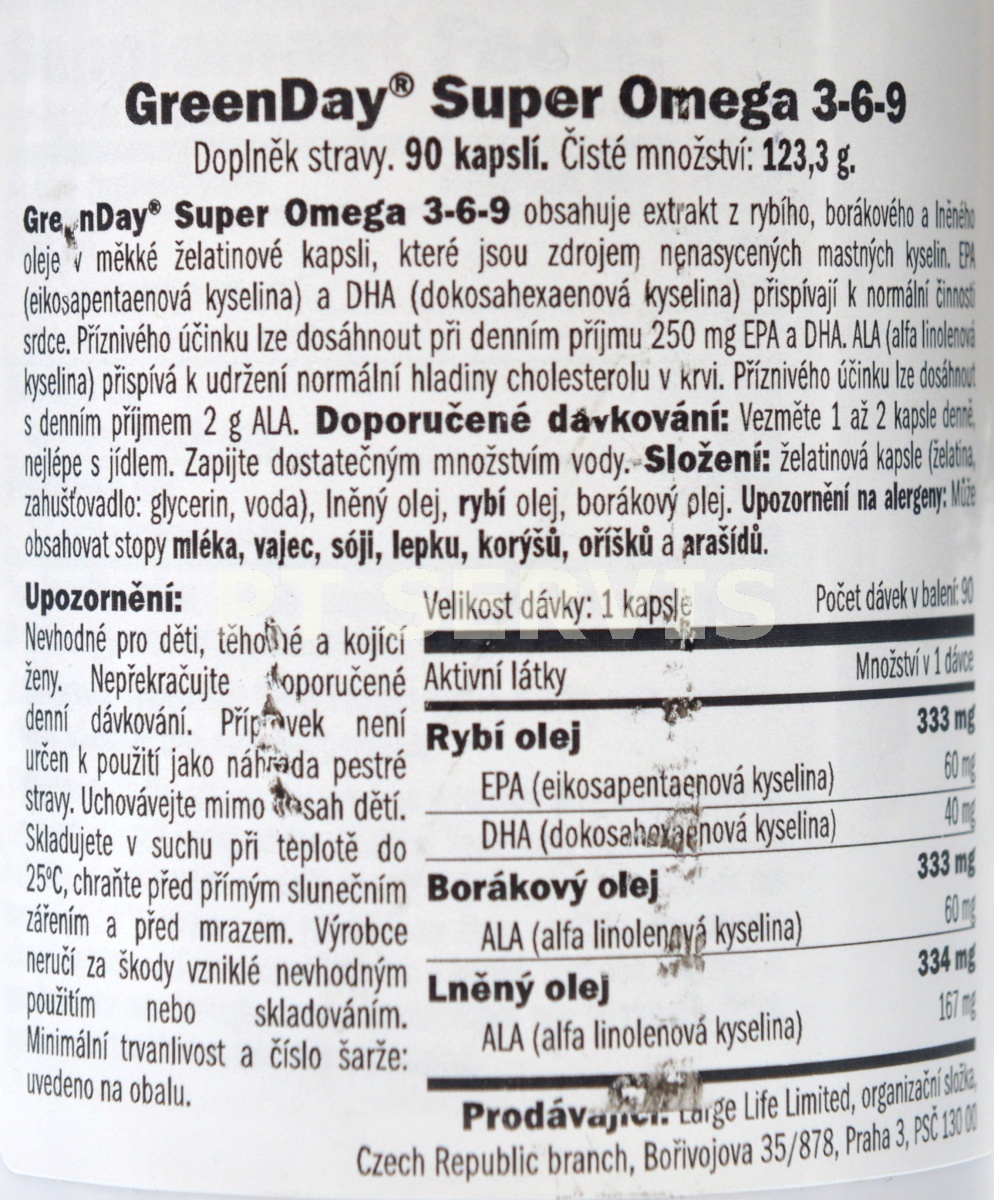 GreenDay® Super Omega 3-6-9
Doplněk stravy. 90 kapslí. Čisté množství: 123,3 g.
GreenDay® Super Omega 3-6-9 obsahuje extrakt z rybího, borákového a lněného
oleje v měkké želatinové kapsli, které jsou zdrojem nenasycených mastných kyselin. EPA
(eikosapentaenová kyselina) a DHA (dokosahexaenová kyselina) přispívají k normální činnosti
srdce. Příznivého účinku lze dosáhnout při denním příjmu 250 mg EPA a DHA. ALA (alfa linolenová
kyselina) přispívá k udržení normální hladiny cholesterolu v krvi. Příznivého účinku lze dosáhnout
s denním příjmem 2 g ALA. Doporučené dávkování: Vezměte 1 až 2 kapsle denně,
nejlépe s jídlem. Zapijte dostatečným množstvím vody. Složení: želatinová kapsle (želatina,
zahušťovadlo: glycerin, voda), lněný olej, rybí olej, borákový olej. Upozornění na alergeny: Může
obsahovat stopy mléka, vajec, sóji, lepku, korýšů, oříšků a arašídů.
PT SERVIS
Upozornění:
Nevhodné pro děti, těhotné a kojící
ženy. Nepřekračujte doporučené
denní dávkování. Přípravek není
určen k použití jako náhrada pestré
stravy. Uchovávejte mimo dosah dětí.
Skladujete v suchu při teplotě do
25ºC, chraňte před přímým slunečním
zářením a před mrazem. Výrobce
neručí za škody vzniklé nevhodným
použitím nebo skladováním.
Minimální trvanlivost a číslo šarže:
uvedeno na obalu.
Velikost dávky: 1 kapsle Počet dávek v balení: 90
Aktivní látky Množství v 1 dávce
Rybí olej 333 mg
EPA (eikosapentaenová kyselina) 60 mg
DHA (dokosahexaenová kyselina) 40 mg
Borákový olej 333 mg
ALA (alfa linolenová kyselina) 60 mg
Lněný olej 334 mg
ALA (alfa linolenová kyselina) 167 mg
Prodávající: Large Life Limited, organizační složka,
Czech Republic branch, Bořivojova 35/878, Praha 3, PSČ 130 00